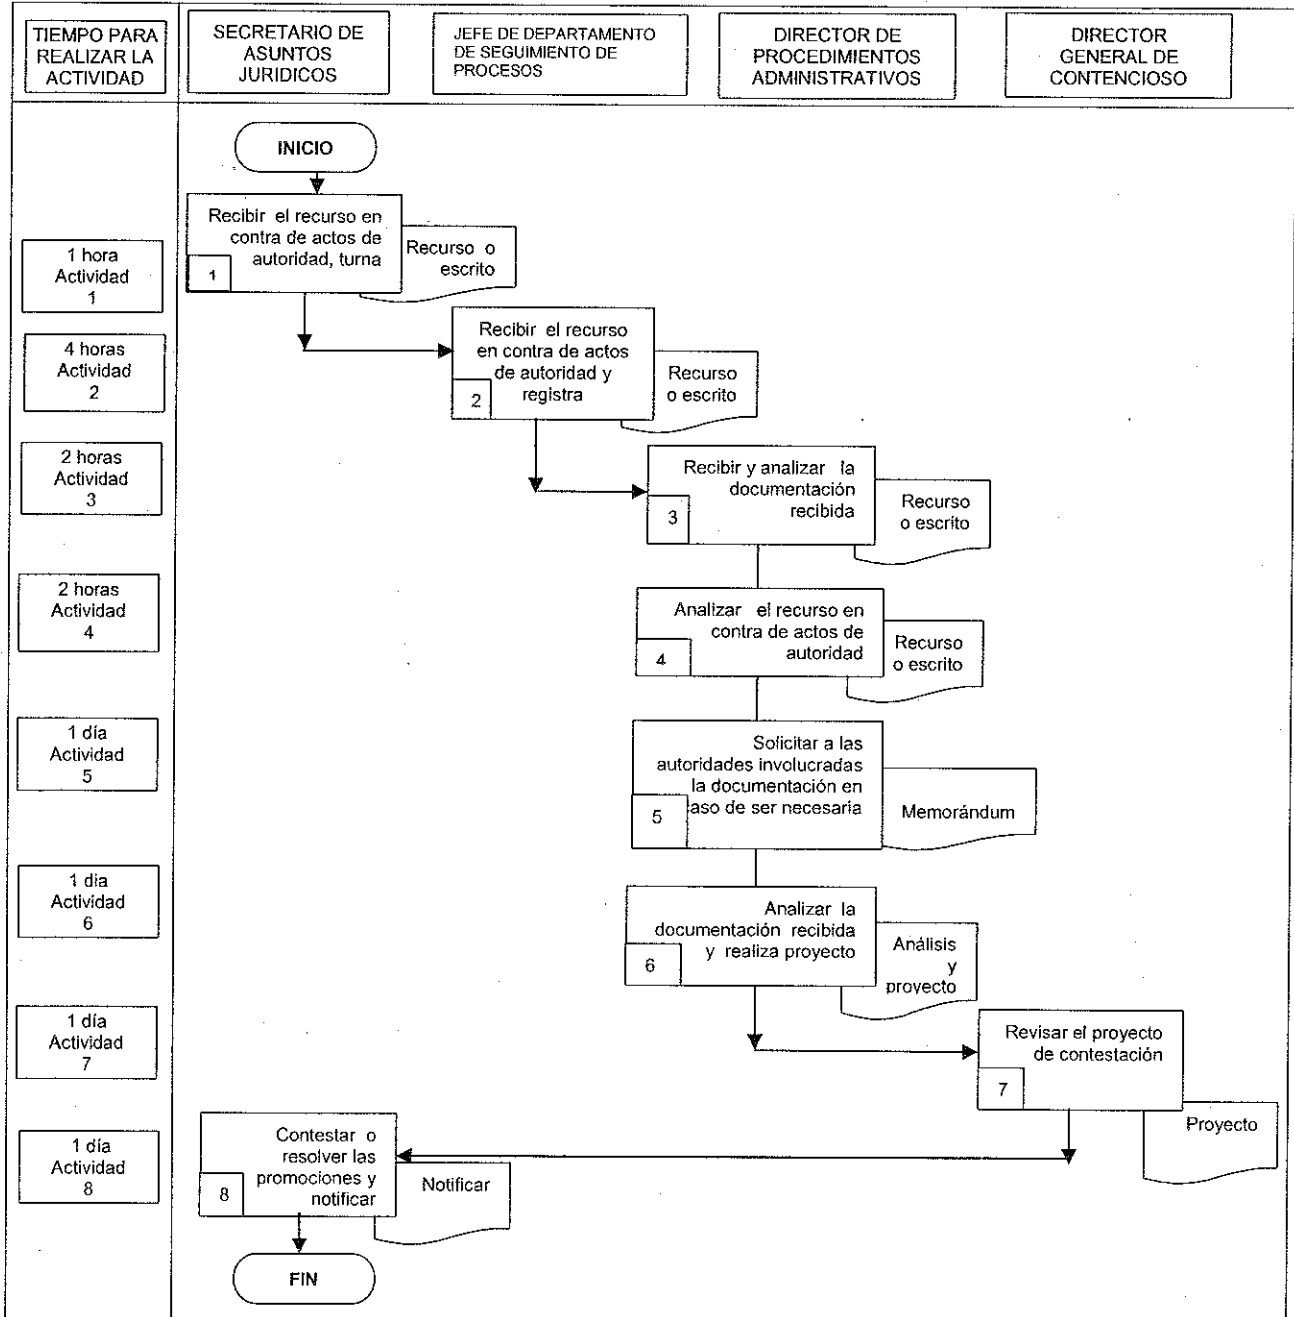 TIEMPO PARA
REALIZAR LA
ACTIVIDAD
SECRETARIO DE
ASUNTOS
JURIDICOS
JEFE DE DEPARTAMENTO
DE SEGUIMIENTO DE
PROCESOS
DIRECTOR DE
PROCEDIMIENTOS
ADMINISTRATIVOS
DIRECTOR
GENERAL DE
CONTENCIOSO
INICIO
1 hora
Actividad
1
Recibir el recurso en
contra de actos de
autoridad, turna
1
Recurso o
escrito
4 horas
Actividad
2
Recibir el recurso
en contra de actos
de autoridad y
registra
2
Recurso
o escrito
2 horas
Actividad
3
Recibir y analizar la
documentación
recibida
3
Recurso
o escrito
2 horas
Actividad
4
Analizar el recurso en
contra de actos de
autoridad
4
Recurso
o escrito
1 día
Actividad
5
Solicitar a las
autoridades involucradas
la documentación en
aso de ser necesaria
5
Memorándum
1 dia
Actividad
6
Analizar la
documentación recibida
y realiza proyecto
6
Análisis
y
proyecto
1 día
Actividad
7
Revisar el proyecto
de contestación
7
Proyecto
1 día
Actividad
8
Contestar o
resolver las
promociones y
notificar
8
Notificar
FIN